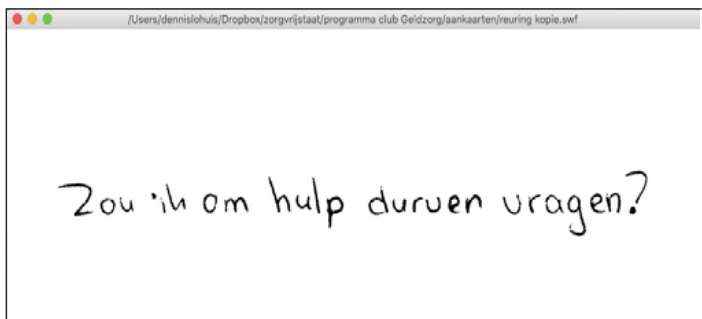 /Users/dennislohuis/Dropbox/zorgvrijstaat/programma club Geldzorg/aankaarten/reuring kopie.swf
Zou ik om hulp durven vragen?